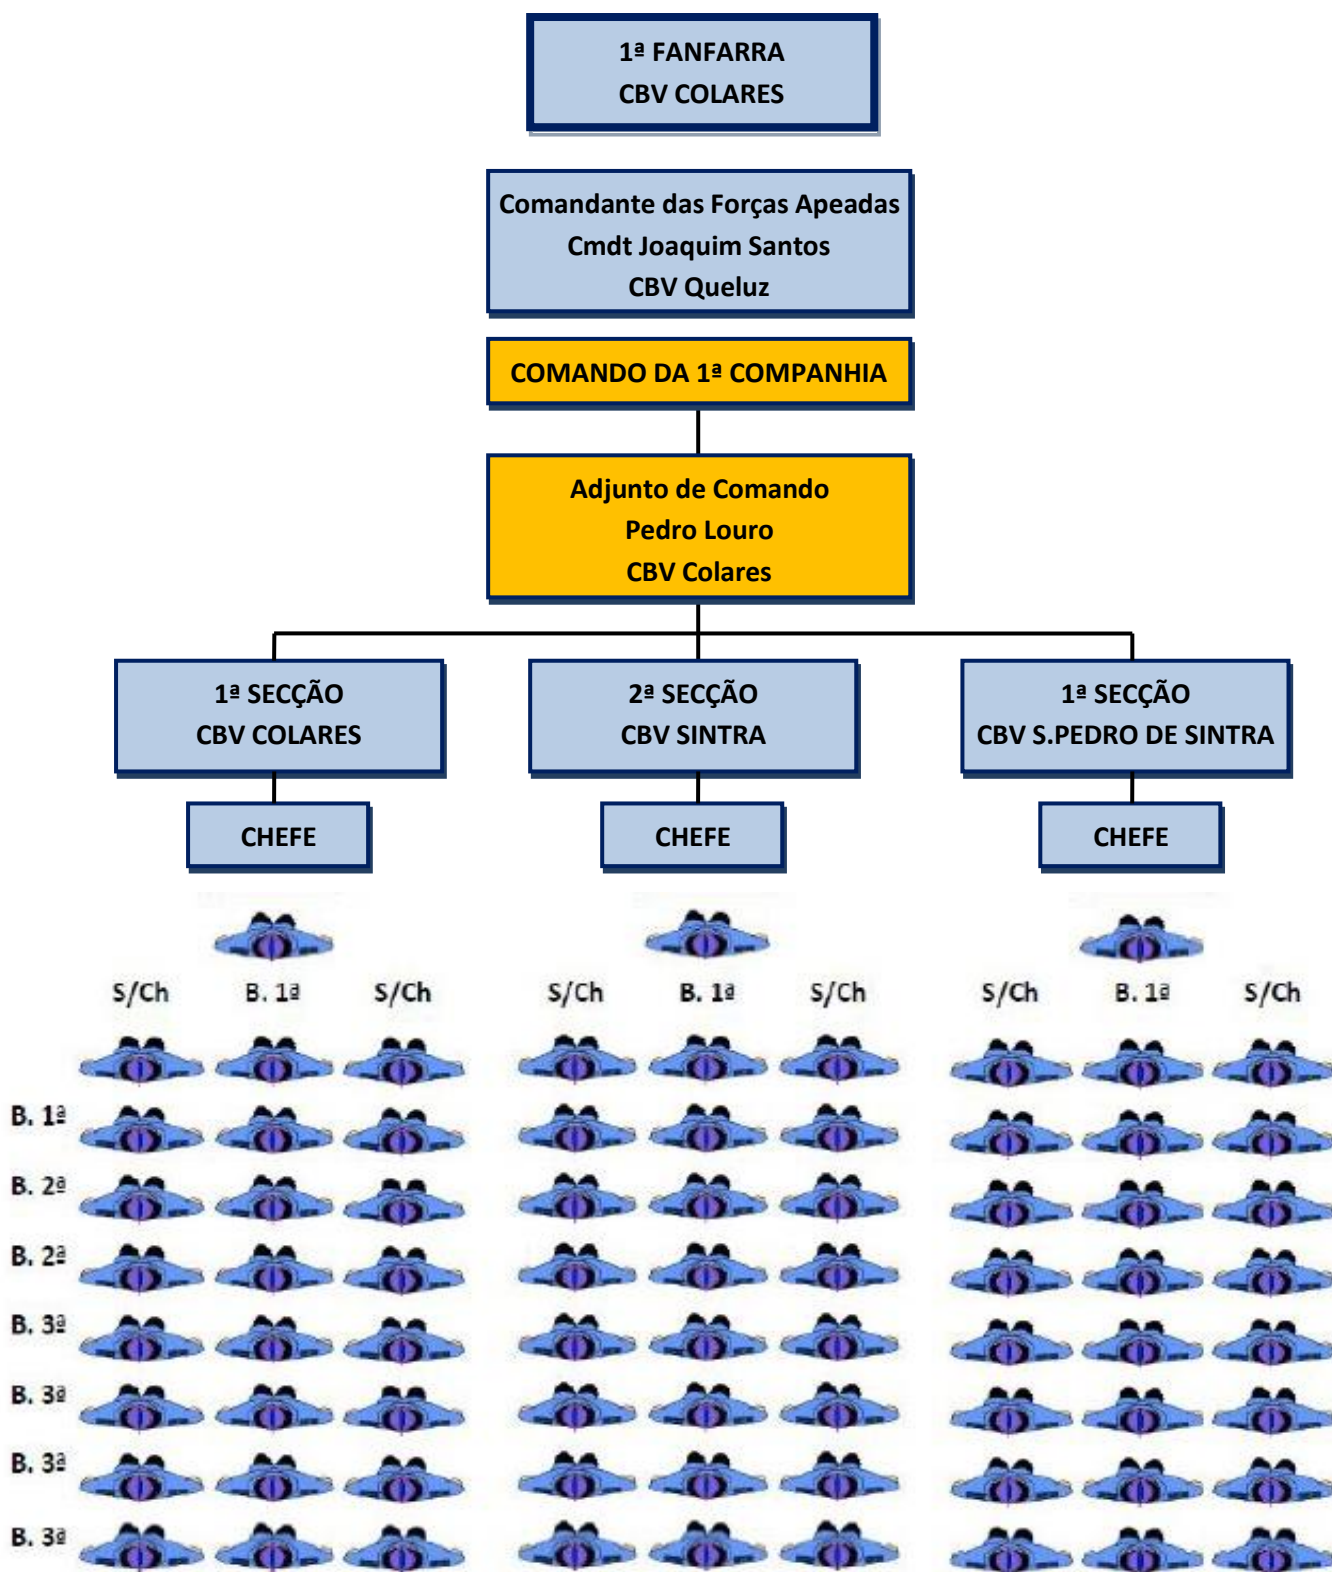 1ª FANFARRA
CBV COLARES
Comandante das Forças Apeadas
Cmdt Joaquim Santos
CBV Queluz
COMANDO DA 1ª COMPANHIA
Adjunto de Comando
Pedro Louro
CBV Colares
1ª SECÇÃO
CBV COLARES
2ª SECÇÃO
CBV SINTRA
1ª SECÇÃO
CBV S.PEDRO DE SINTRA
CHEFE
CHEFE
CHEFE
S/Ch B. 1ª S/Ch
S/Ch B. 1ª S/Ch
S/Ch B. 1ª S/Ch
B. 1ª
B. 2ª
B. 2ª
B. 3ª
B. 3ª
B. 3ª
B. 3ª